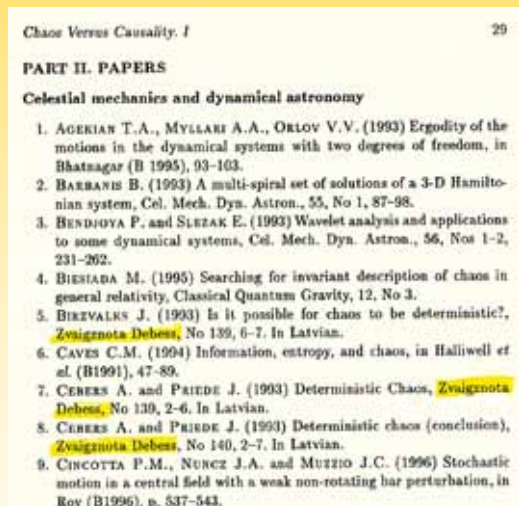 Chaos Versus Causality. I 29
PART II. PAPERS
Celestial mechanics and dynamical astronomy
1. AGEKIAN T.A., MYLLARI A.A., ORLOV V.V. (1993) Ergodity of the
motions in the dynamical systems with two degrees of freedom, in
Bhatnagar (B 1995), 93-103.
2. BARBANIS B. (1993) A multi-spiral set of solutions of a 3-D Hamilto-
nian system, Cel. Mech. Dyn. Astron., 55, No 1, 87-98.
3. BENDJOYA P. and SLEZAK E. (1993) Wavelet analysis and applications
to some dynamical systems, Cel. Mech. Dyn. Astron., 56, Nos 1-2,
231-262.
4. BIESIADA M. (1995) Searching for invariant description of chaos in
general relativity, Classical Quantum Gravity, 12, No 3.
5. BIRZVALKS J. (1993) Is it possible for chaos to be deterministic?,
Zvaigznota Debess, No 139, 6-7. In Latvian.
6. CAVES C.M. (1994) Information, entropy, and chaos, in Halliwell et
al. (B1991), 47-89.
7. CEBERS A. and PRIEDE J. (1993) Deterministic Chaos, Zvaigznota
Debess, No 139, 2-6. In Latvian.
8. CEBERS A. and PRIEDE J. (1993) Deterministic chaos (conclusion),
Zvaigznota Debess, No 140, 2-7. In Latvian.
9. CINCOTTA P.M., NUNCZ J.A. and MUZZIO J.C. (1996) Stochastic
motion in a central field with a weak non-rotating bar perturbation, in
Roy (B1996), p. 537-543.